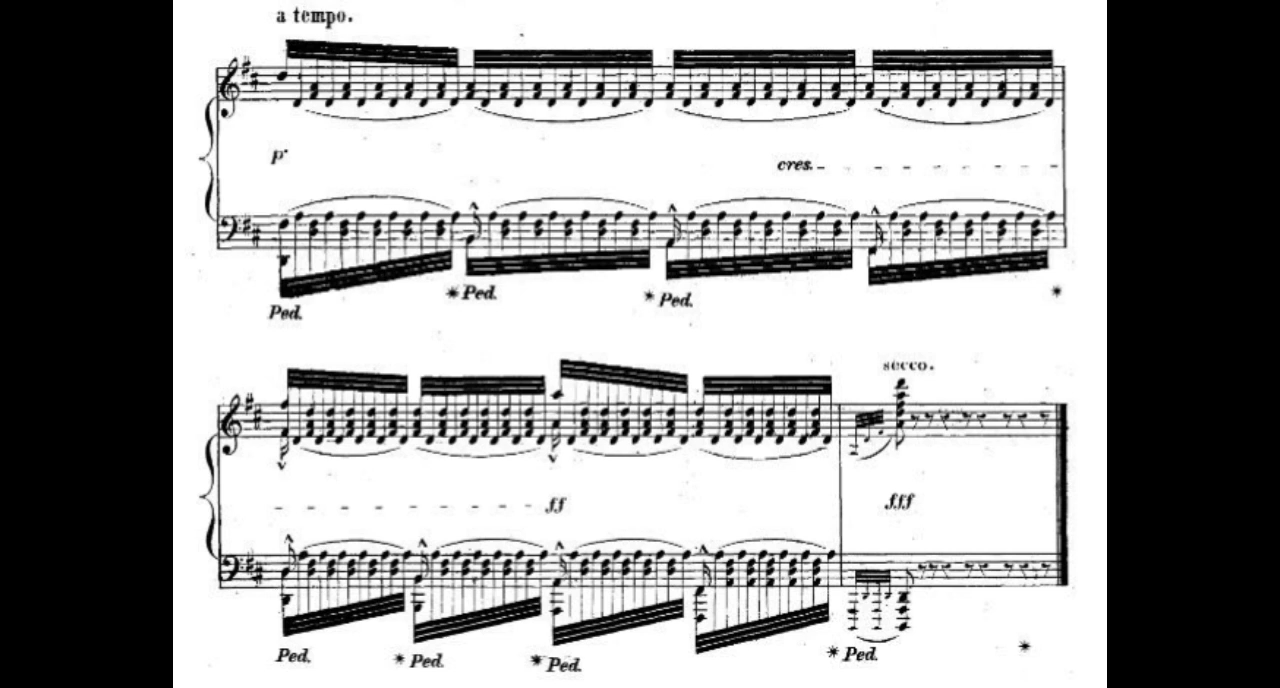 a tempo.
p
cres.
* Ped. * Ped. *
Ped.
secco.
ff fff
Ped. * Ped. * Ped. * Ped. *